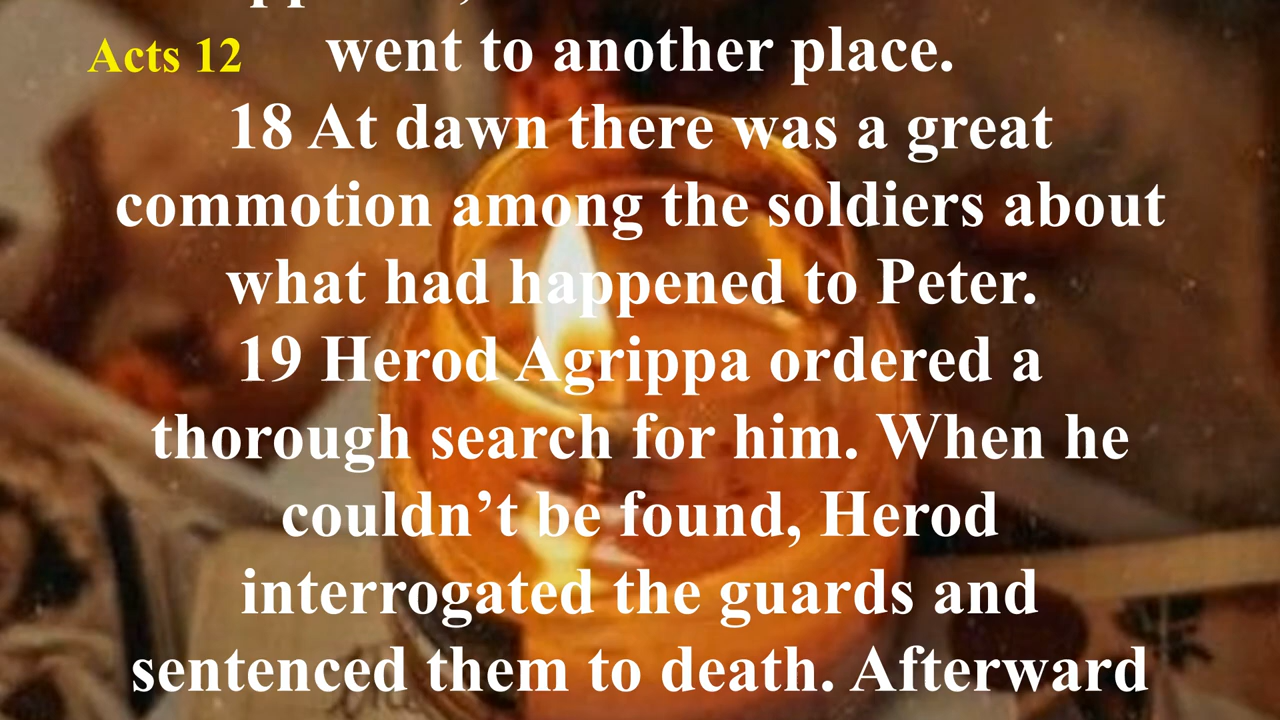 Acts 12
went to another place.
18 At dawn there was a great
commotion among the soldiers about
what had happened to Peter.
19 Herod Agrippa ordered a
thorough search for him. When he
couldn’t be found, Herod
interrogated the guards and
sentenced them to death. Afterward